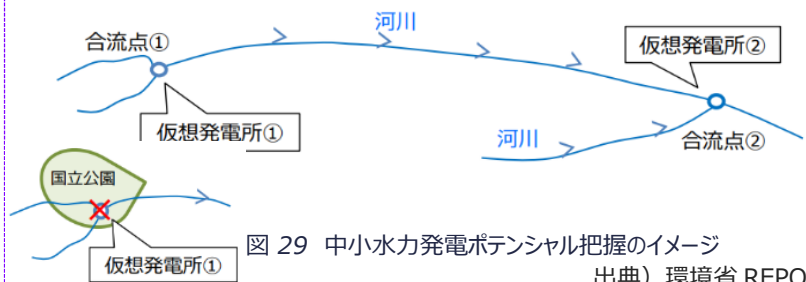 河川
合流点①
仮想発電所②
仮想発電所①
河川
合流点②
国立公園
仮想発電所①
図 29 中小水力発電ポテンシャル把握のイメージ
出典）環境省 REPO